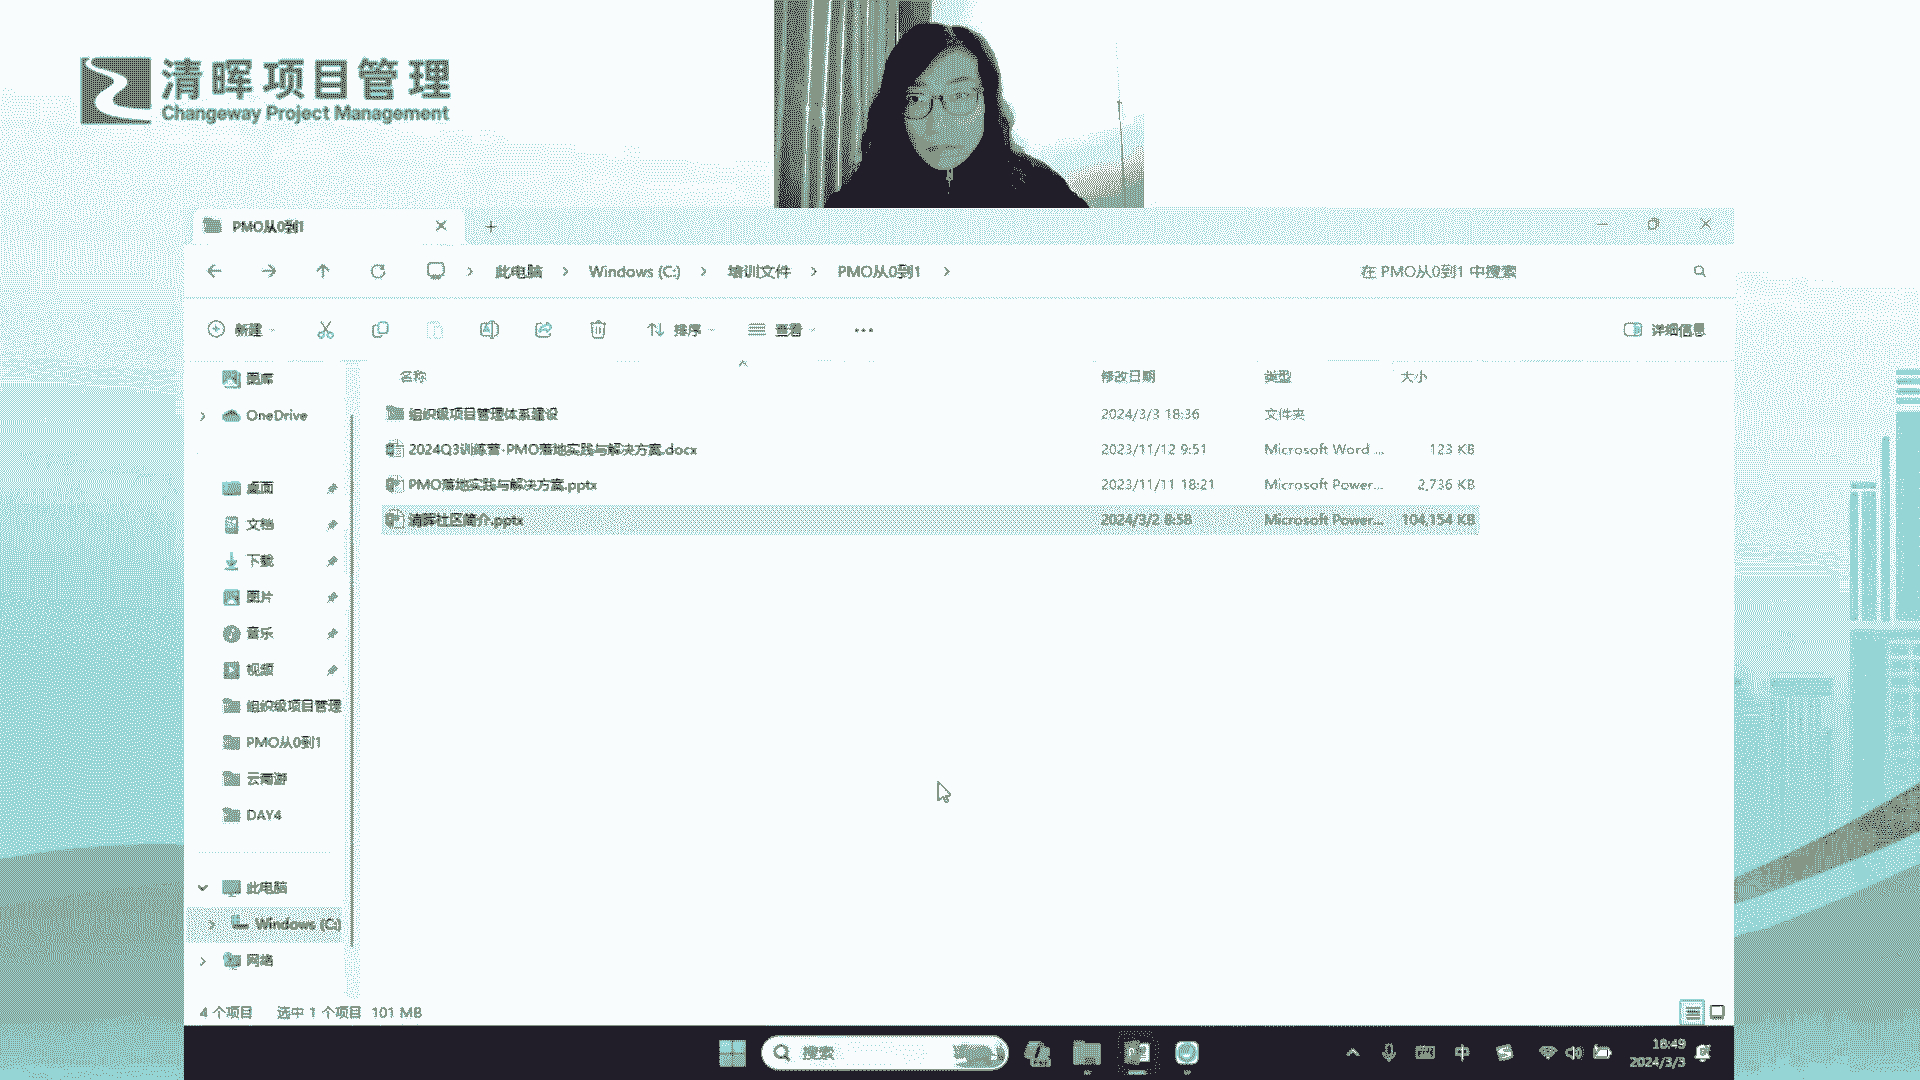 清晖项目管理
Changeway Project Management
PMO从0到1
此电脑 > Windows (C:) > 培训文件 > PMO从0到1 >
在 PMO从0到1 中搜索
新建
排序
查看
详细信息
名称 修改日期 类型 大小
组织级项目管理体系建设 2024/3/3 18:36 文件夹
2024Q3训练营-PMO落地实践与解决方案.docx 2023/11/12 9:51 Microsoft Word ... 123 KB
PMO落地实践与解决方案.pptx 2023/11/11 18:21 Microsoft Power... 2,736 KB
清晖社区简介.pptx 2024/3/2 8:58 Microsoft Power... 104,154 KB
图库
OneDrive
桌面
文档
下载
图片
音乐
视频
组织级项目管理
PMO从0到1
云南游
DAY4
此电脑
Windows (C:)
网络
4 个项目 选中 1 个项目 101 MB
搜索
中
18:49
2024/3/3